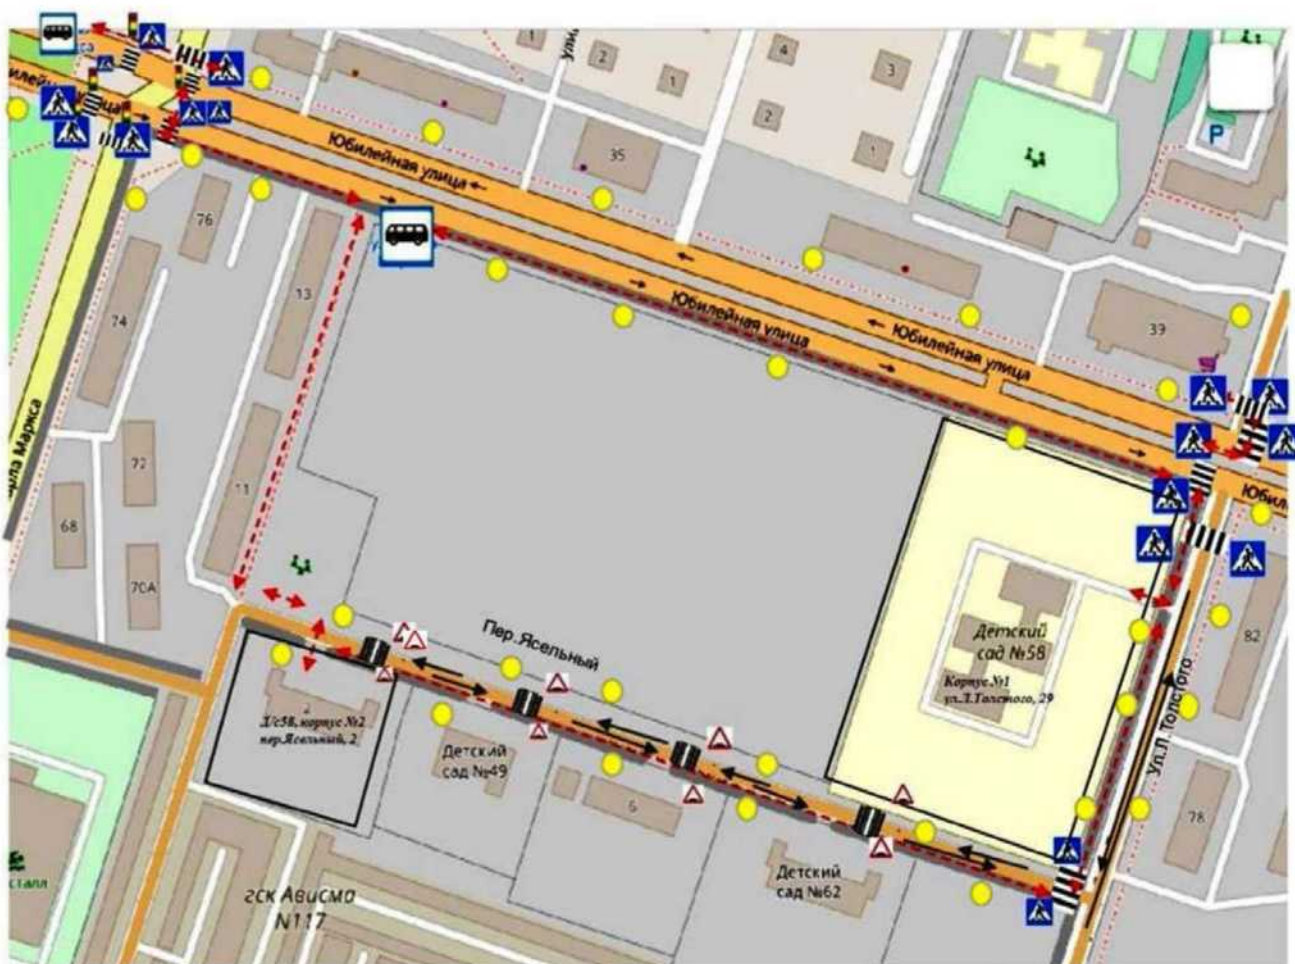 Юбилейная улица
Юбилейная улица
Юбилейная улица
1
2
1
4
3
2
1
P
35
39
76
13
74
72
68
11
70А
Пер.Ясельный
Детский
сад №58
Корпус №1
ул.Л.Толстого, 29
82
Ул.Л. Толстого
Д/с58, корпус №2
пер.Ясельный, 2
Детский
сад №49
6
Детский
сад №62
78
гск Ависма
N117